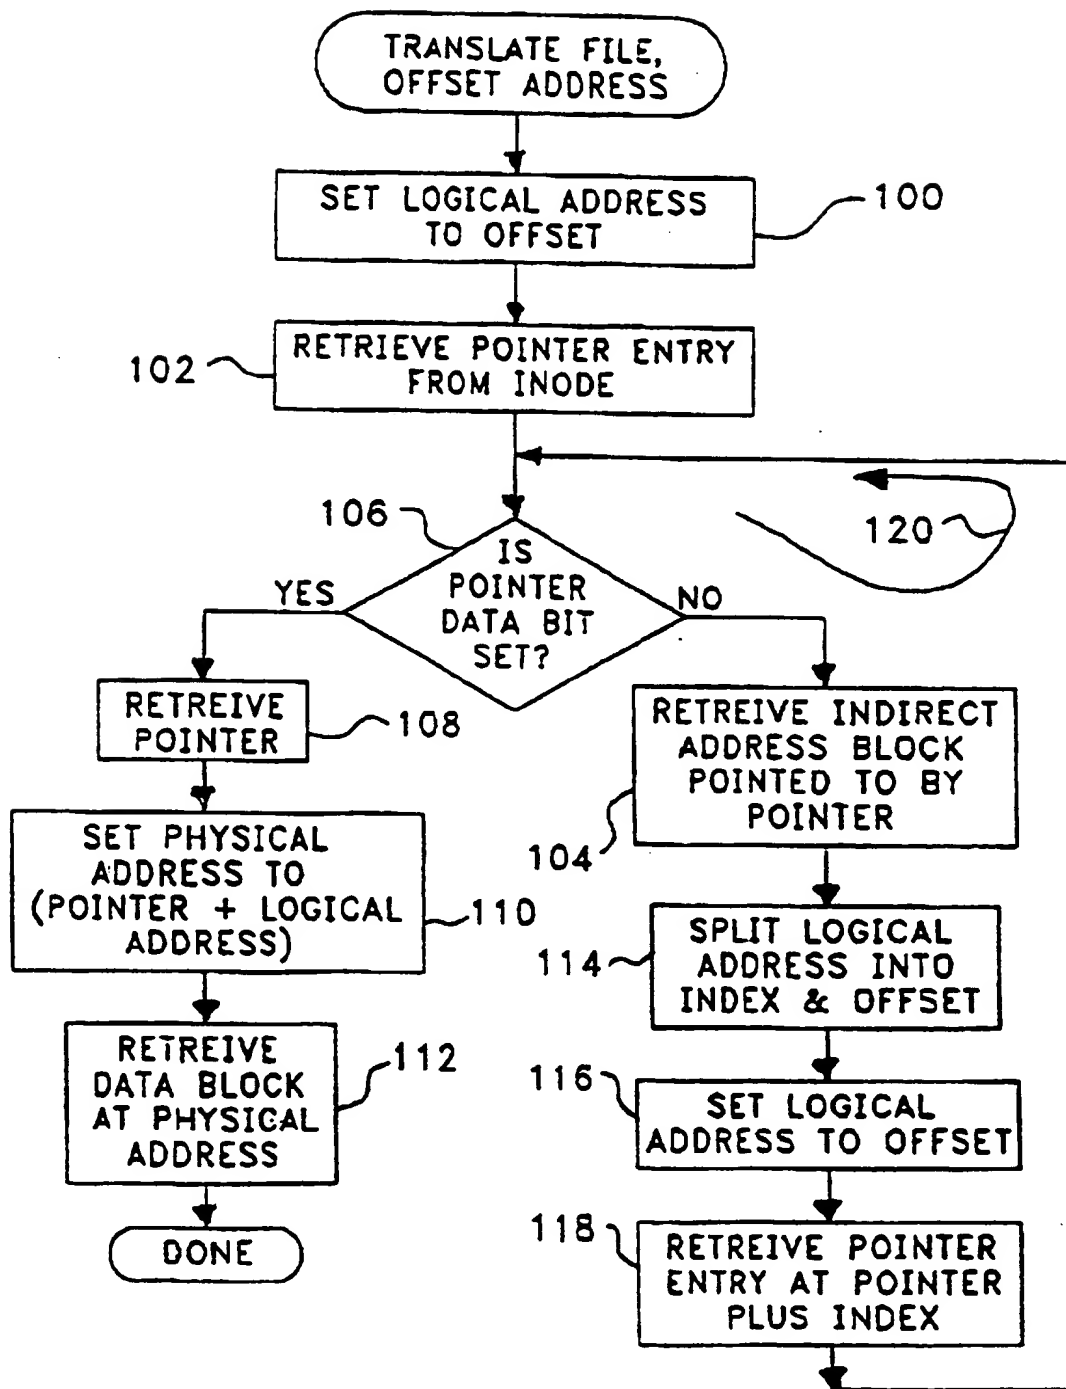 TRANSLATE FILE,
OFFSET ADDRESS
SET LOGICAL ADDRESS
TO OFFSET
100
RETRIEVE POINTER ENTRY
FROM INODE
102
106
IS
POINTER
DATA BIT
SET?
YES
NO
120
RETREIVE
POINTER
108
SET PHYSICAL
ADDRESS TO
(POINTER + LOGICAL
ADDRESS)
110
RETREIVE
DATA BLOCK
AT PHYSICAL
ADDRESS
112
DONE
RETREIVE INDIRECT
ADDRESS BLOCK
POINTED TO BY
POINTER
104
SPLIT LOGICAL
ADDRESS INTO
INDEX & OFFSET
114
116
SET LOGICAL
ADDRESS TO OFFSET
118
RETREIVE POINTER
ENTRY AT POINTER
PLUS INDEX